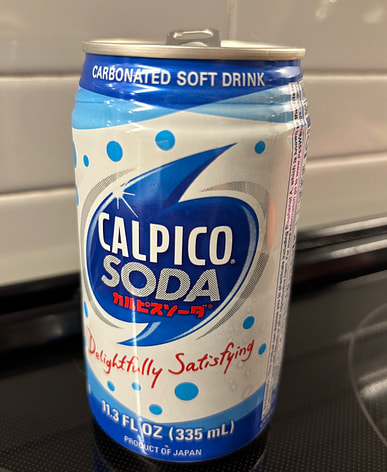 CARBONATED SOFT DRINK
CALPICO®
SODA
カルピスソーダ®
Delightfully Satisfying
11.3 FL OZ (335 mL)
PRODUCT OF JAPAN